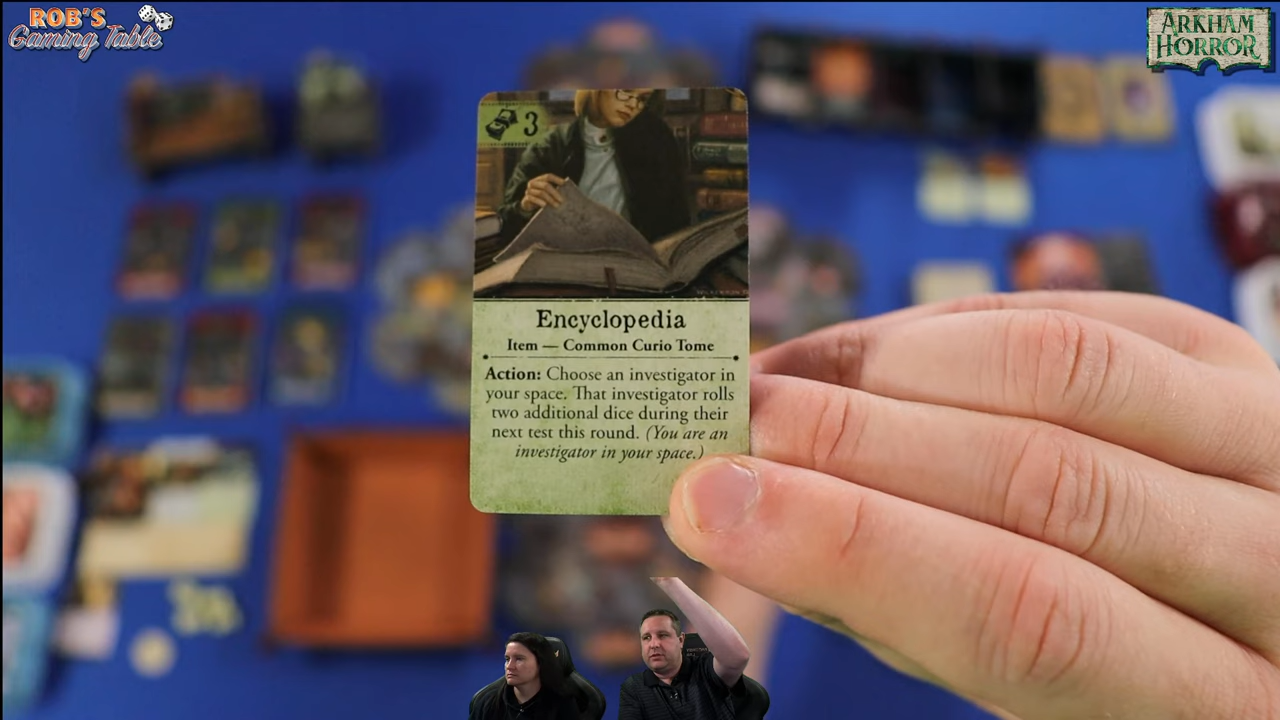 ROB'S
Gaming Table
ARKHAM
HORROR
3
Encyclopedia
Item — Common Curio Tome
Action: Choose an investigator in
your space. That investigator rolls
two additional dice during their
next test this round. (You are an
investigator in your space.)